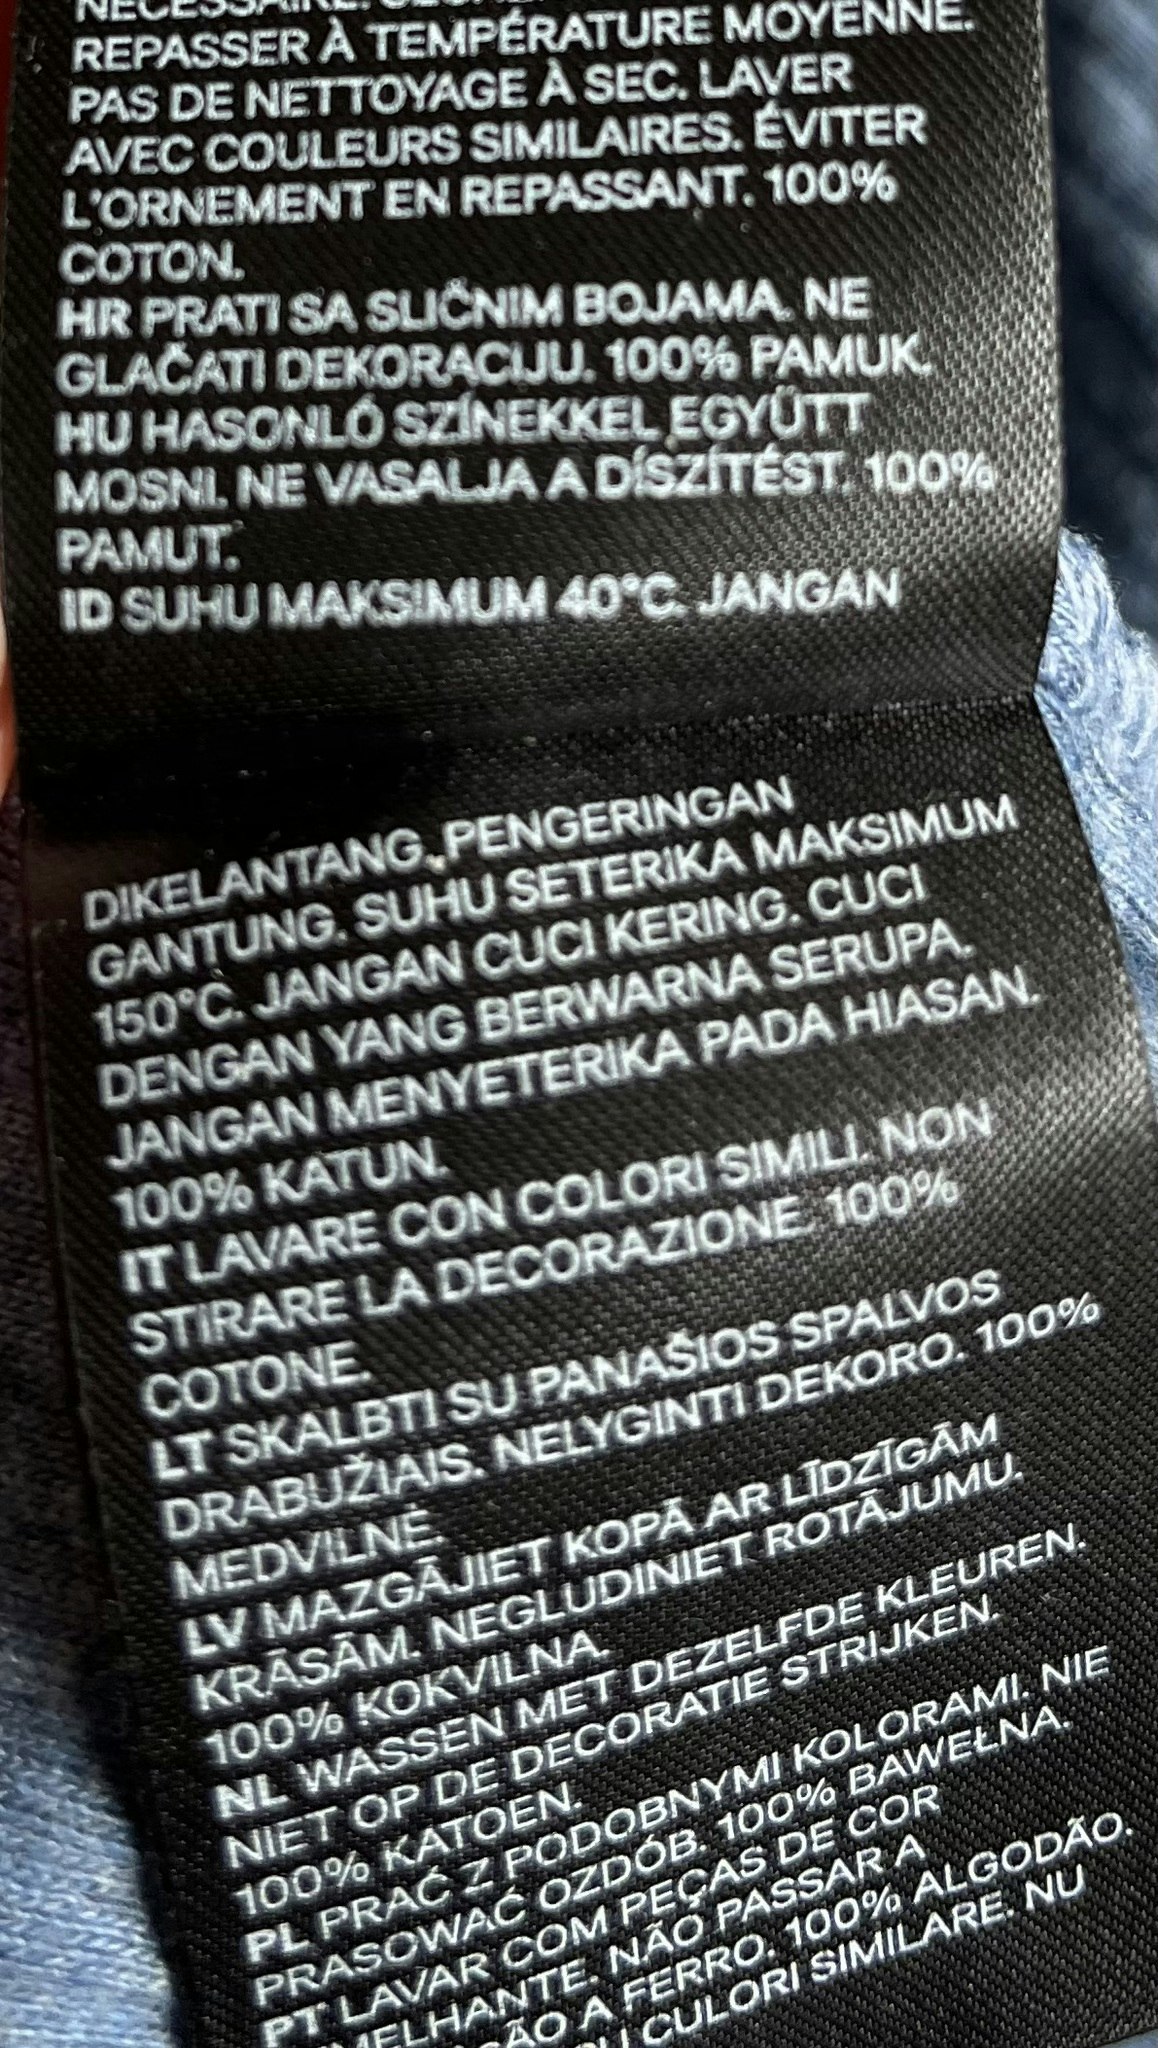 NÉCESSAIRE.
REPASSER À TEMPÉRATURE MOYENNE.
PAS DE NETTOYAGE À SEC. LAVER
AVEC COULEURS SIMILAIRES. ÉVITER
L'ORNEMENT EN REPASSANT. 100%
COTON.
HR PRATI SA SLIČNIM BOJAMA. NE
GLAČATI DEKORACIJU. 100% PAMUK.
HU HASONLÓ SZÍNEKKEL EGYÜTT
MOSNI. NE VASALJA A DÍSZÍTÉST. 100%
PAMUT.
ID SUHU MAKSIMUM 40°C. JANGAN
DIKELANTANG. PENGERINGAN
GANTUNG. SUHU SETERIKA MAKSIMUM
150°C. JANGAN CUCI KERING. CUCI
DENGAN YANG BERWARNA SERUPA.
JANGAN MENYETERIKA PADA HIASAN.
100% KATUN.
IT LAVARE CON COLORI SIMILI. NON
STIRARE LA DECORAZIONE. 100%
COTONE.
LT SKALBTI SU PANAŠIOS SPALVOS
DRABUŽIAIS. NELYGINTI DEKORO. 100%
MEDVILNĖ.
LV MAZGĀJIET KOPĀ AR LĪDZĪGĀM
KRĀSĀM. NEGLUDINIET ROTĀJUMU.
100% KOKVILNA.
NL WASSEN MET DEZELFDE KLEUREN.
NIET OP DE DECORATIE STRIJKEN.
100% KATOEN.
PL PRAĆ Z PODOBNYMI KOLORAMI. NIE
PRASOWAĆ OZDÓB. 100% BAWEŁNA.
PT LAVAR COM PEÇAS DE COR
MELHANTE. NÃO PASSAR A
ÃO A FERRO. 100% ALGODÃO.
CULORI SIMILARE. NU